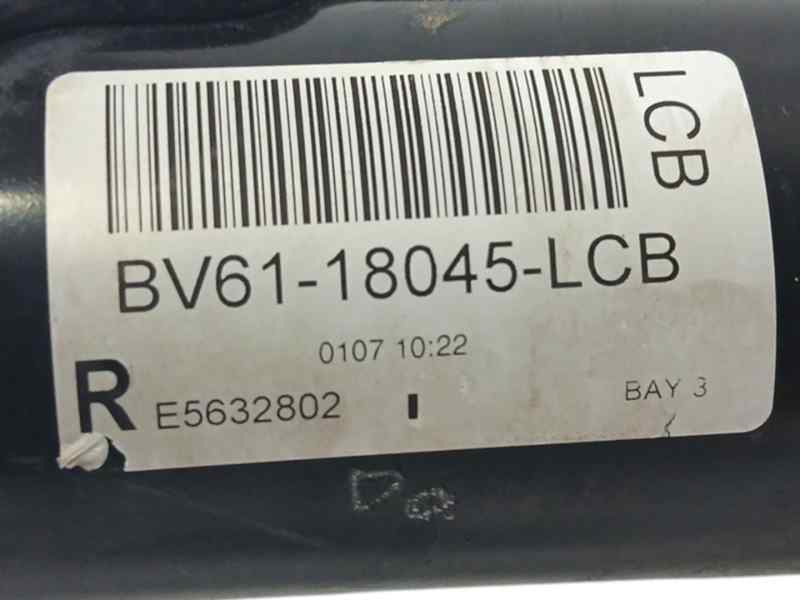 LCB
BV61-18045-LCB
0107 10:22
R E5632802
BAY 3